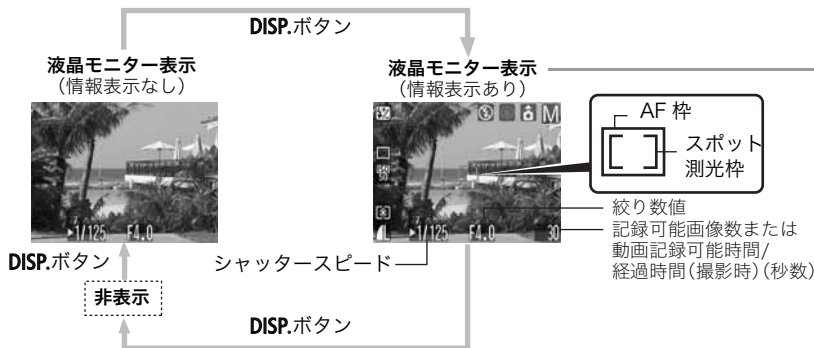 DISP.ボタン
液晶モニター表示
（情報表示なし）
液晶モニター表示
（情報表示あり）
M
AF 枠
スポット
測光枠
1/125 F4.0
1/125 F4.0 30
絞り数値
記録可能画像数または
動画記録可能時間/
経過時間（撮影時）（秒数）
シャッタースピード
DISP.ボタン
非表示
DISP.ボタン